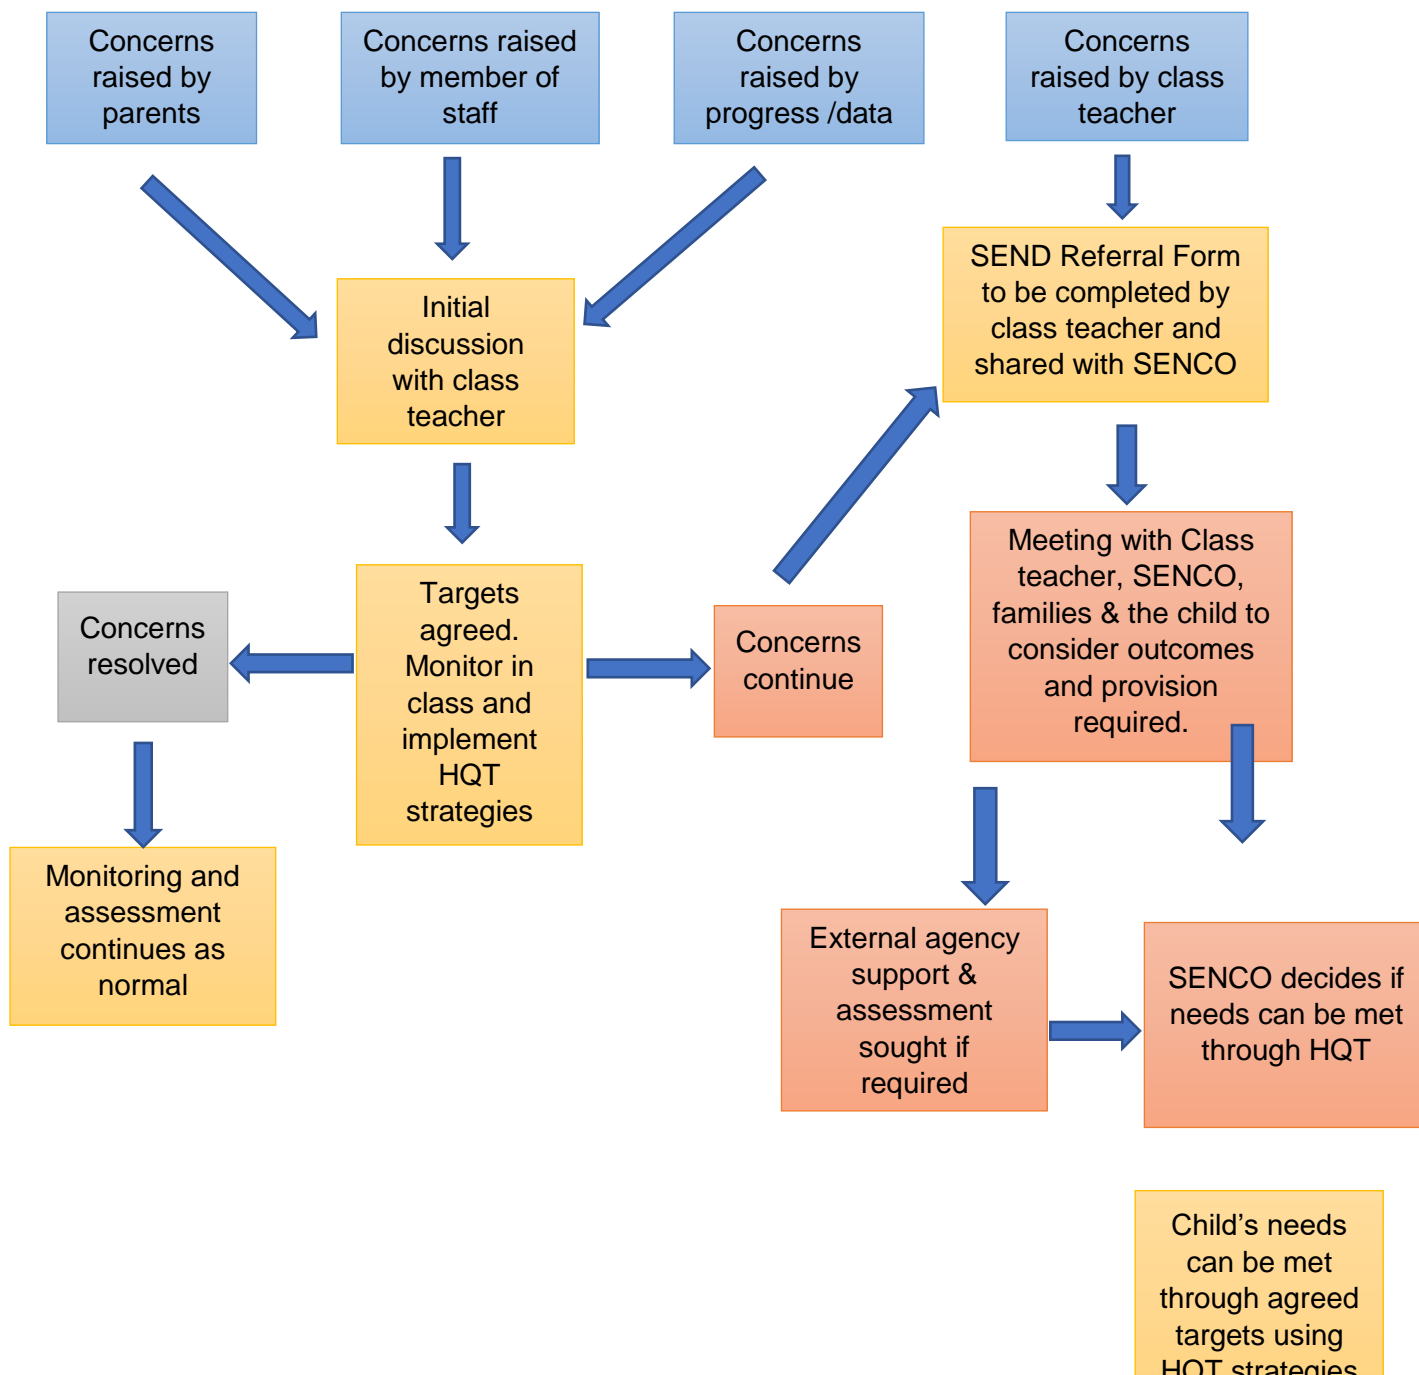 Concerns
raised by
parents
Concerns raised
by member of
staff
Concerns
raised by
progress /data
Concerns
raised by class
teacher
SEND Referral Form
to be completed by
class teacher and
shared with SENCO
Initial
discussion
with class
teacher
Meeting with Class
teacher, SENCO,
families & the child to
consider outcomes
and provision
required.
Targets
agreed.
Monitor in
class and
implement
HQT
strategies
Concerns
resolved
Concerns
continue
Monitoring and
assessment
continues as
normal
External agency
support &
assessment
sought if
required
SENCO decides if
needs can be met
through HQT
Child’s needs
can be met
through agreed
targets using
HQT strategies